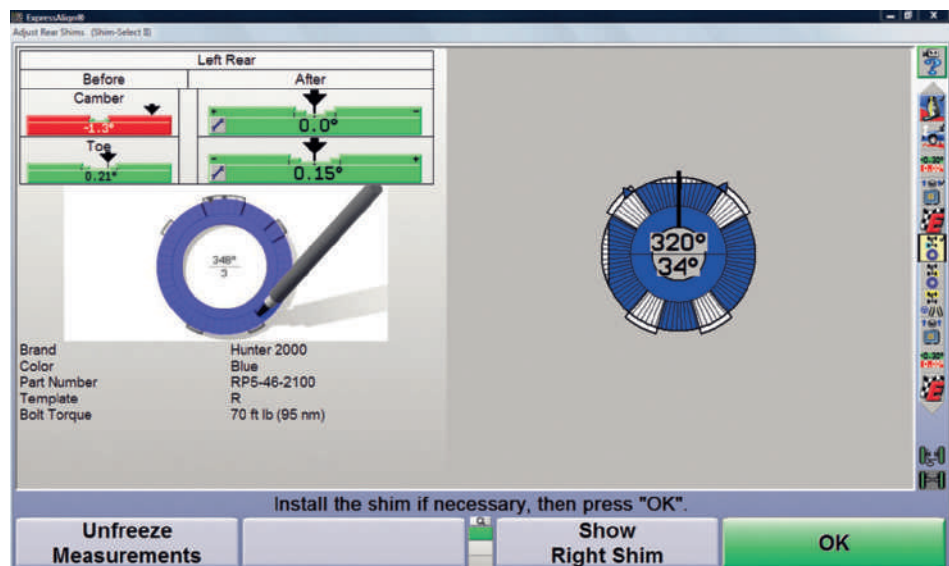 ExpressAlign®
Adjust Rear Shims (Shim-Select II)
Left Rear
Before After
Camber
-1.3°
+ -
0.0°
Toe
0.21°
- +
0.15°
348°
3
320°
34°
Brand Hunter 2000
Color Blue
Part Number RP5-46-2100
Template R
Bolt Torque 70 ft lb (95 nm)
Install the shim if necessary, then press "OK".
Unfreeze
Measurements
Show
Right Shim
OK